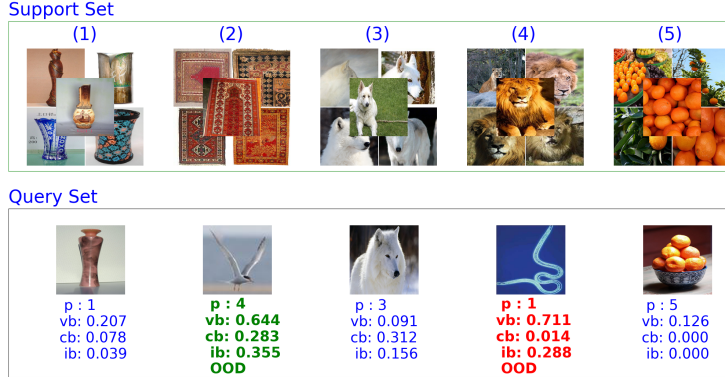 Support Set
(1) (2) (3) (4) (5)
Query Set
p : 1 p : 4 p : 3 p : 1 p : 5
vb: 0.207 vb: 0.644 vb: 0.091 vb: 0.711 vb: 0.126
cb: 0.078 cb: 0.283 cb: 0.312 cb: 0.014 cb: 0.000
ib: 0.039 ib: 0.355 ib: 0.156 ib: 0.288 ib: 0.000
OOD OOD